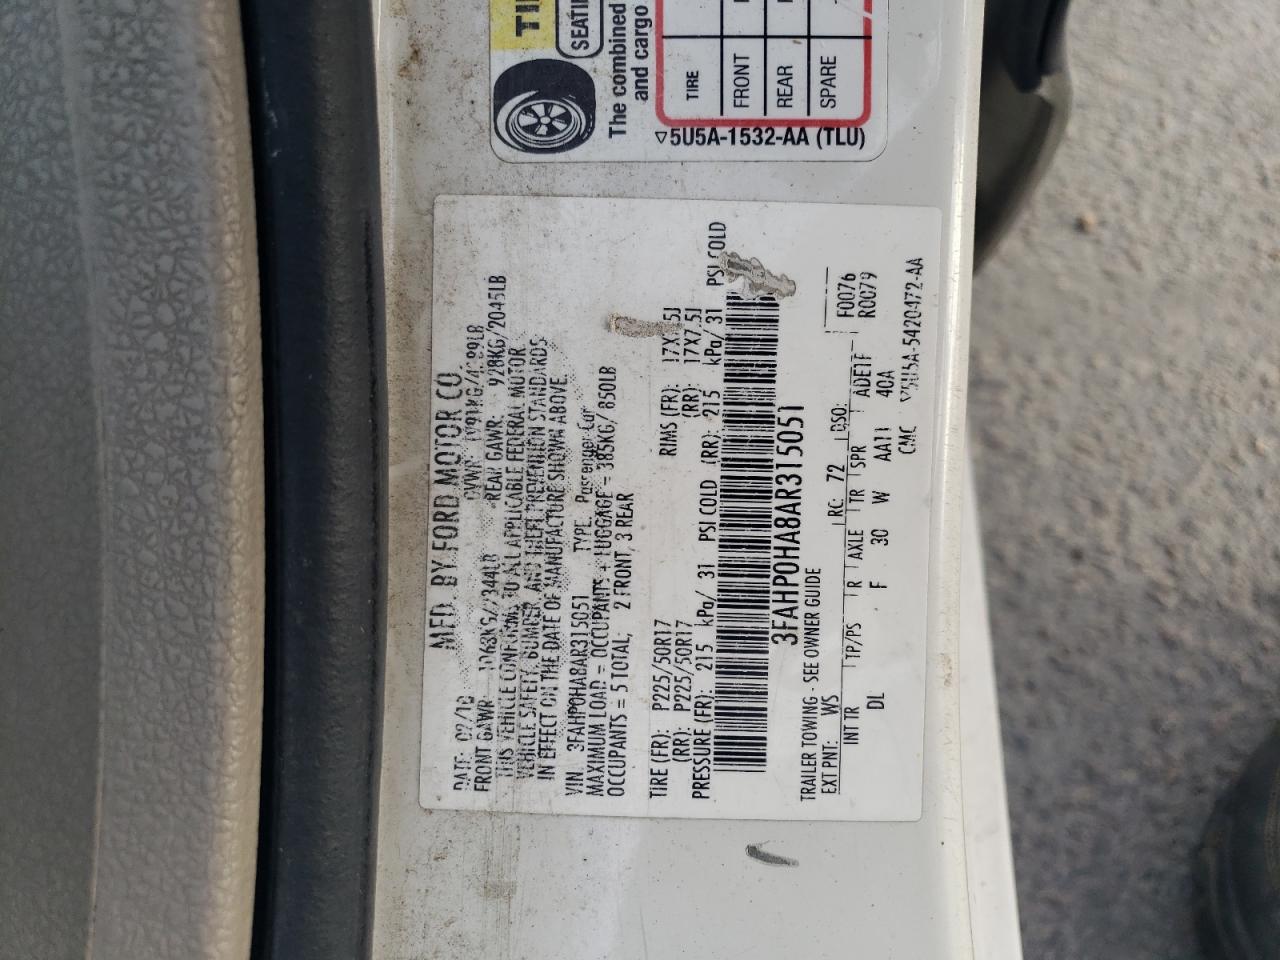 TI
SEATI
The combined
and cargo
TIRE
FRONT
REAR
SPARE
▽5U5A-1532-AA (TLU)
MFD. BY FORD MOTOR CO.
DATE: 02/10 GVWR:
FRONT GAWR: 1068KG/2344LB REAR GAWR: 928KG/2045LB
THIS VEHICLE CONFORMS TO ALL APPLICABLE FEDERAL MOTOR
VEHICLE SAFETY, BUMPER, AND THEFT PREVENTION STANDARDS
IN EFFECT ON THE DATE OF MANUFACTURE SHOWN ABOVE.
VIN: 3FAHP0HA8AR315051 TYPE: Passenger Car
MAXIMUM LOAD = OCCUPANTS + LUGGAGE = 385KG/ 850LB
OCCUPANTS = 5 TOTAL; 2 FRONT, 3 REAR
TIRE (FR): P225/50R17 RIMS (FR): 17X7.5J
(RR): P225/50R17 (RR): 17X7.5J
PRESSURE (FR): 215 kPa/ 31 PSI COLD (RR): 215 kPa/ 31 PSI COLD
3FAHP0HA8AR315051
TRAILER TOWING - SEE OWNER GUIDE
EXT PNT: WS RC: 72 DSO: F0076
R0079
INT TR TP/PS R AXLE TR SPR ADE1F
DL F 30 W AA11 40A
CMC ▽5U5A-5420472-AA